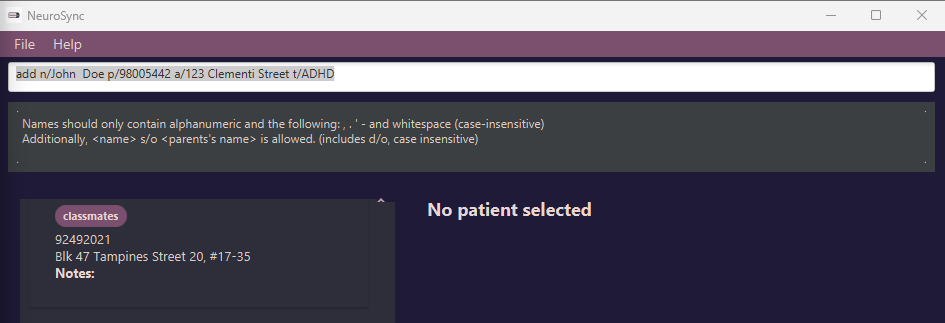 NeuroSync
File Help
add n/John  Doe p/98005442 a/123 Clementi Street t/ADHD
Names should only contain alphanumeric and the following: , . ' - and whitespace (case-insensitive)
Additionally, <name> s/o <parents's name> is allowed. (includes d/o, case insensitive)
No patient selected
classmates
92492021
Blk 47 Tampines Street 20, #17-35
Notes: